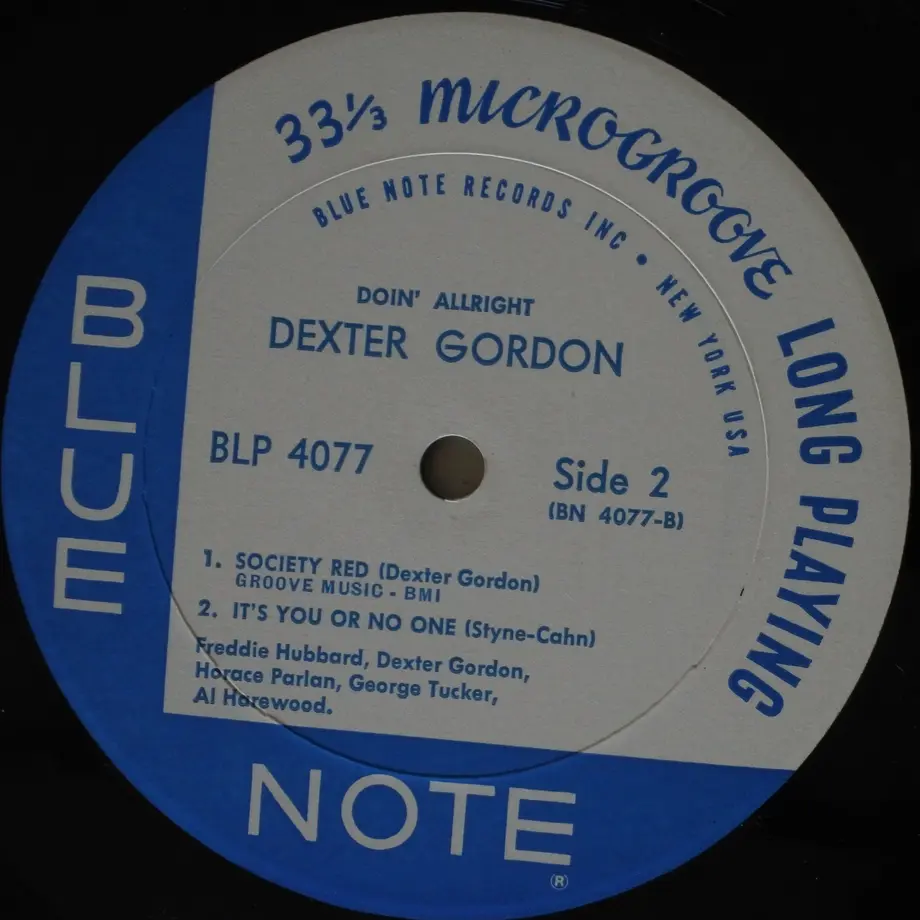 33⅓ MICROGROOVE LONG PLAYING
BLUE NOTE RECORDS INC • NEW YORK USA
DOIN' ALLRIGHT
DEXTER GORDON
BLP 4077
Side 2
(BN 4077-B)
1. SOCIETY RED (Dexter Gordon)
GROOVE MUSIC - BMI
2. IT'S YOU OR NO ONE (Styne-Cahn)
Freddie Hubbard, Dexter Gordon,
Horace Parlan, George Tucker,
Al Harewood.
BLUE
NOTE
®